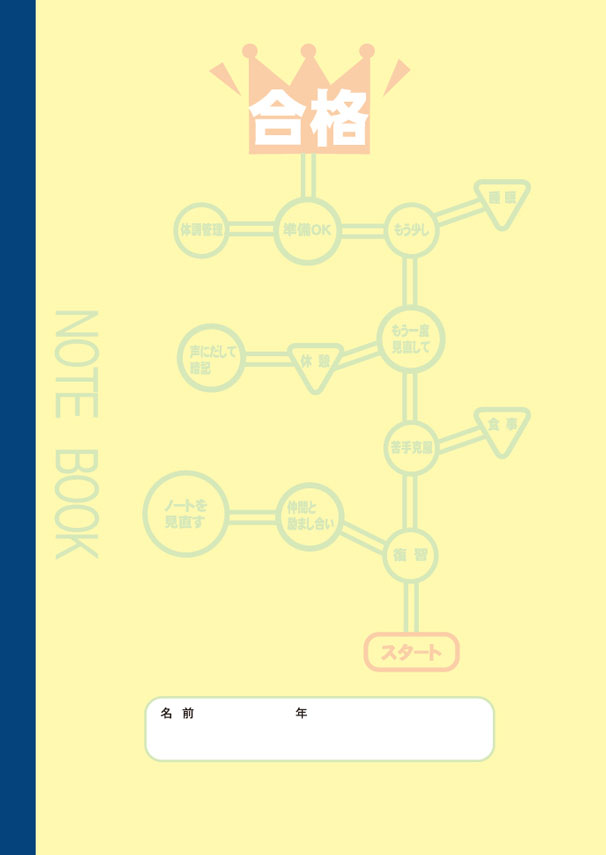 合格
体調管理
準備OK
もう少し
睡眠
声にだして
暗記
休憩
もう一度
見直して
苦手克服
食事
ノートを
見直す
仲間と
励まし合い
復習
スタート
NOTE BOOK
名前 年